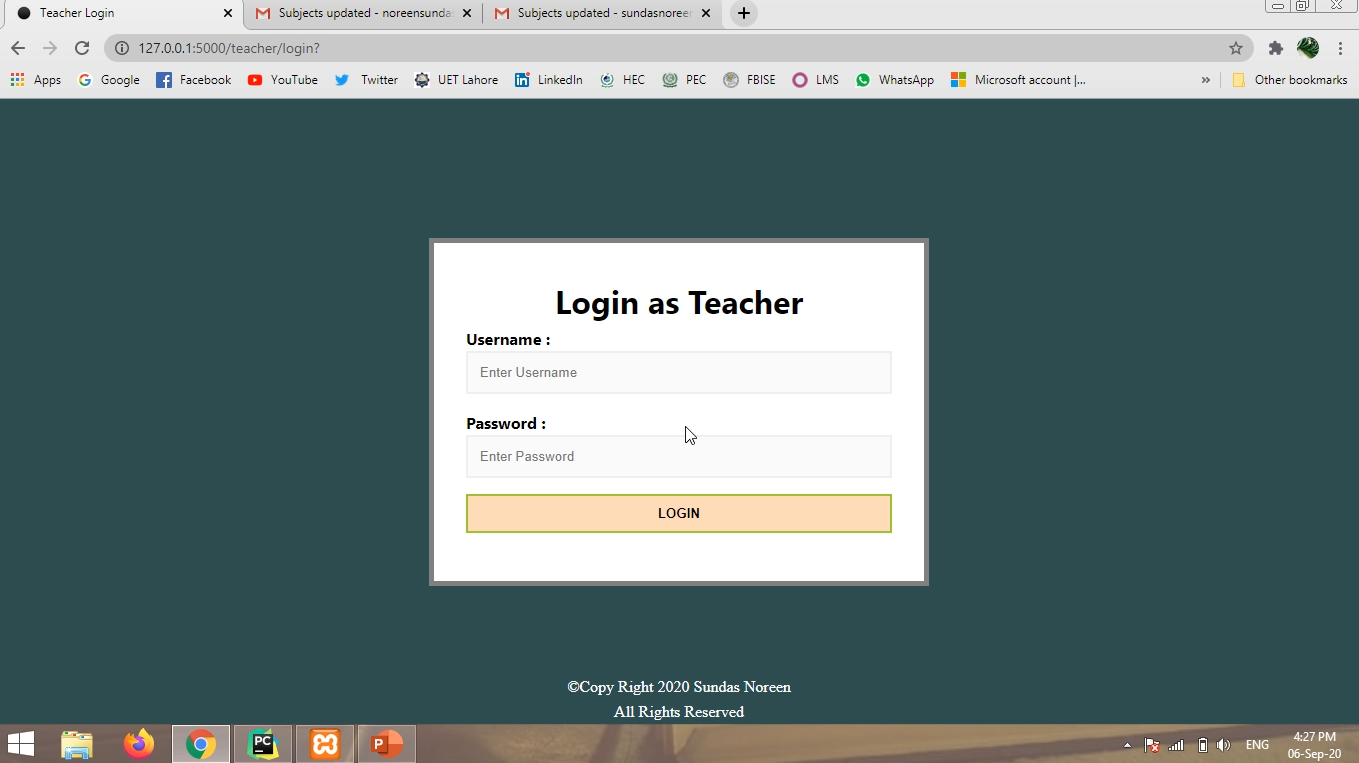 Teacher Login
Subjects updated - noreensunda
Subjects updated - sundasnoreen
127.0.0.1:5000/teacher/login?
Apps Google Facebook YouTube Twitter UET Lahore LinkedIn HEC PEC FBISE LMS WhatsApp Microsoft account |... » Other bookmarks
Login as Teacher
Username :
Enter Username
Password :
Enter Password
LOGIN
©Copy Right 2020 Sundas Noreen
All Rights Reserved
PC
P
ENG
4:27 PM
06-Sep-20